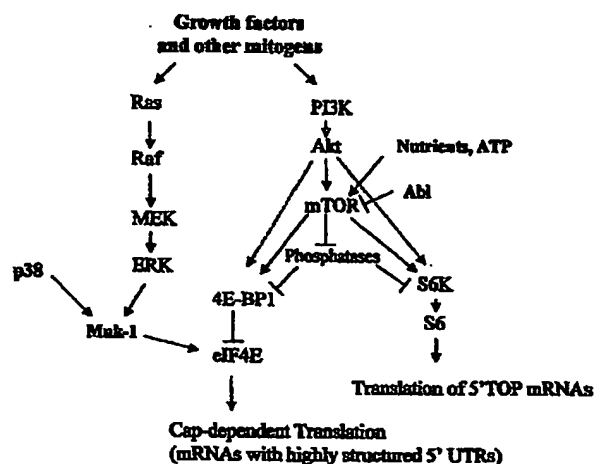 Growth factors
and other mitogens
Ras
PI3K
Raf
Akt
Nutrients, ATP
mTOR
Abl
MEK
Phosphatases
ERK
p38
4E-BP1
S6K
Mnk-1
S6
eIF4E
Translation of 5'TOP mRNAs
Cap-dependent Translation
(mRNAs with highly structured 5' UTRs)